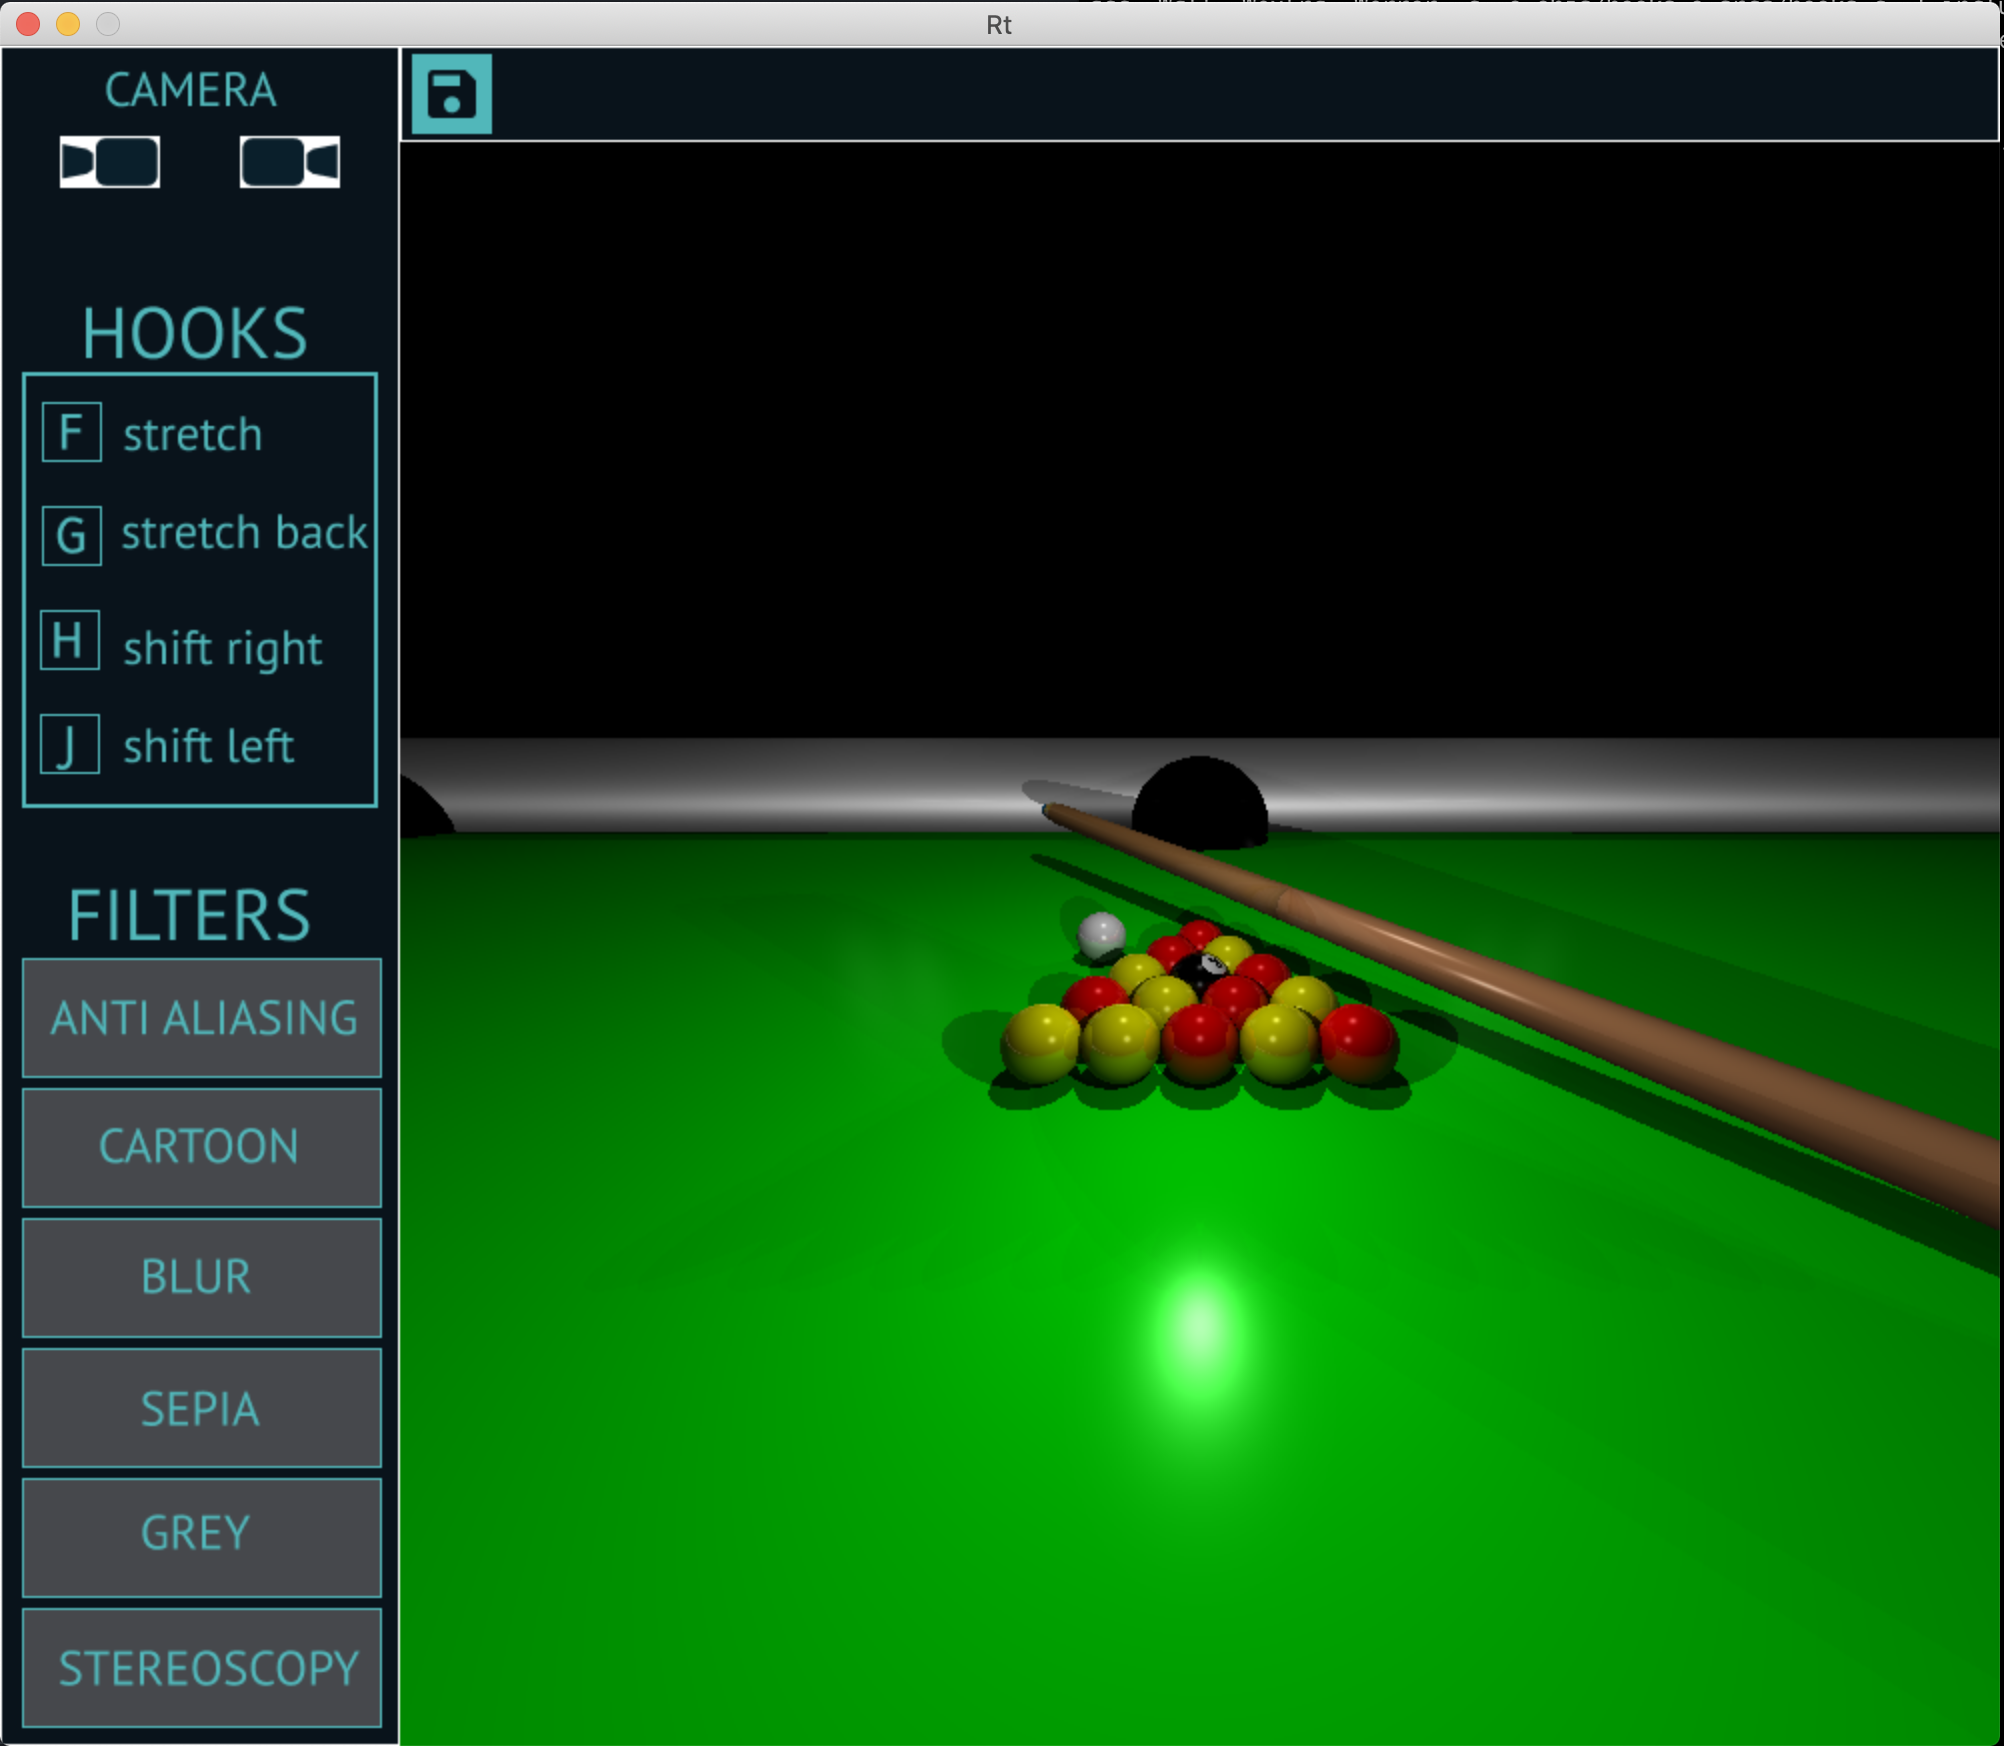 Rt
CAMERA
HOOKS
F stretch
G stretch back
H shift right
J shift left
FILTERS
ANTI ALIASING
CARTOON
BLUR
SEPIA
GREY
STEREOSCOPY